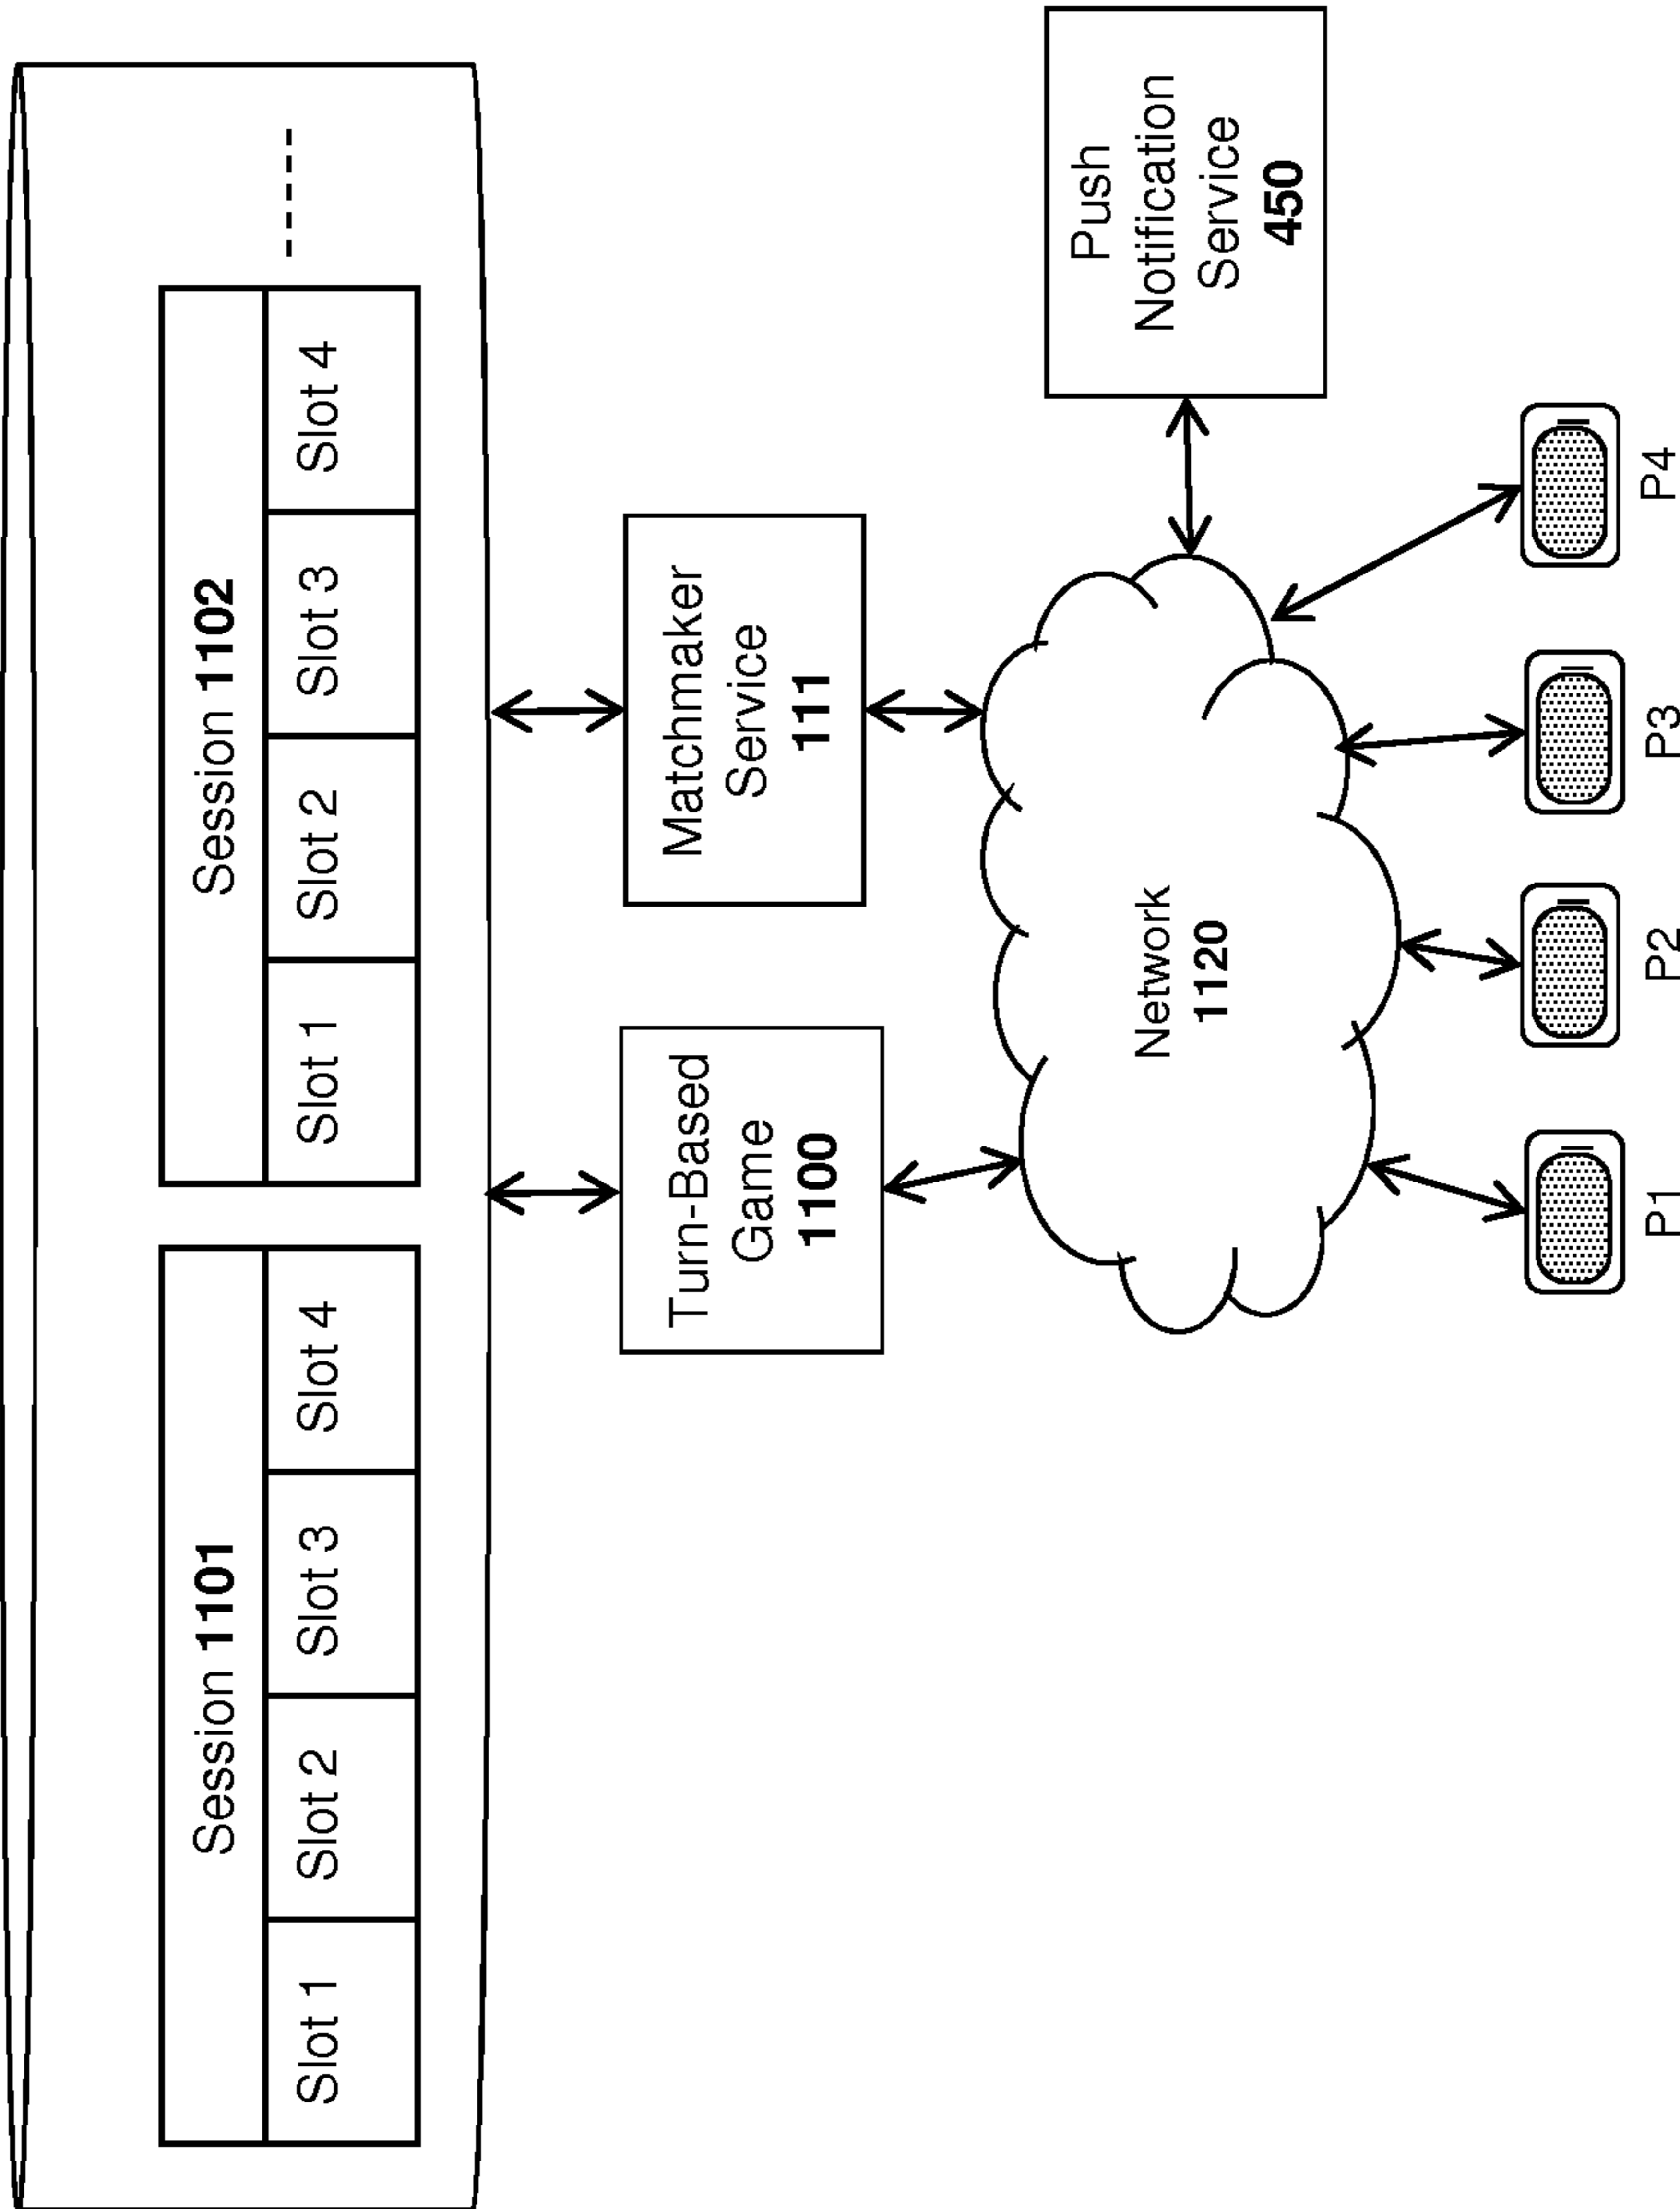 Session 1101
Slot 1
Slot 2
Slot 3
Slot 4
Session 1102
Slot 1
Slot 2
Slot 3
Slot 4
Turn-Based
Game
1100
Matchmaker
Service
111
Network
1120
Push
Notification
Service
450
P1
P2
P3
P4